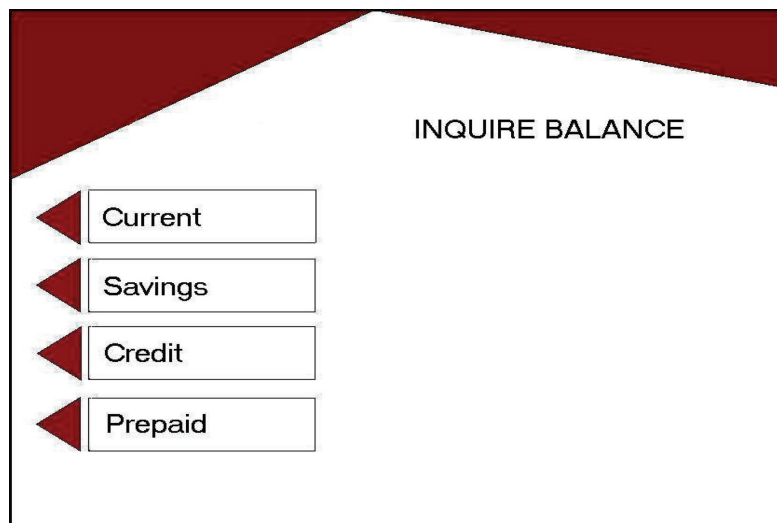 INQUIRE BALANCE
Current
Savings
Credit
Prepaid